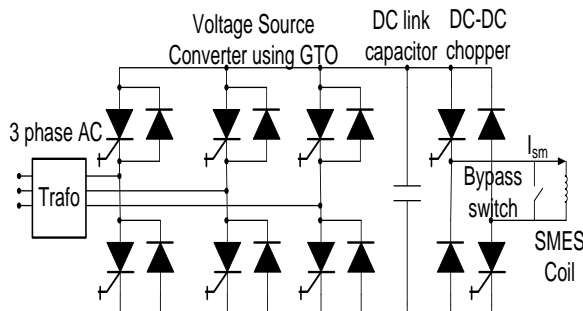 Voltage Source
Converter using GTO
DC link
capacitor
DC-DC
chopper
3 phase AC
Trafo
Ism
Bypass
switch
SMES
Coil